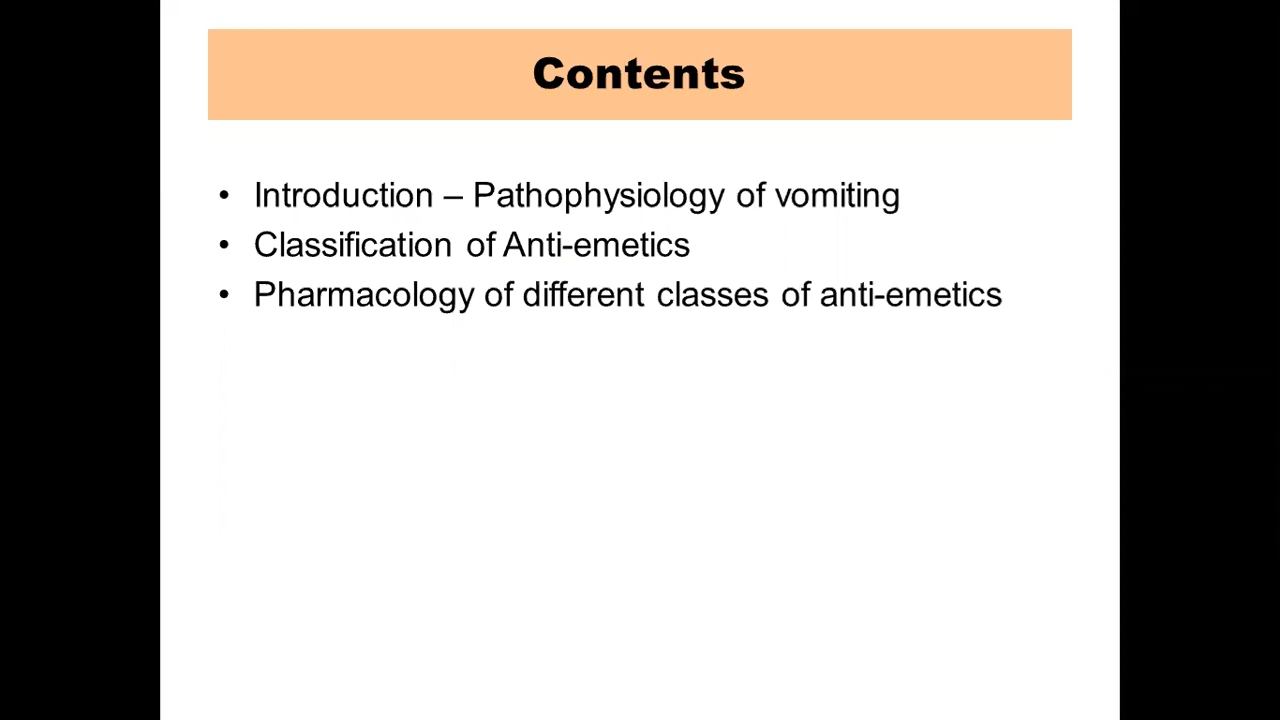 Contents
• Introduction – Pathophysiology of vomiting
• Classification of Anti-emetics
• Pharmacology of different classes of anti-emetics